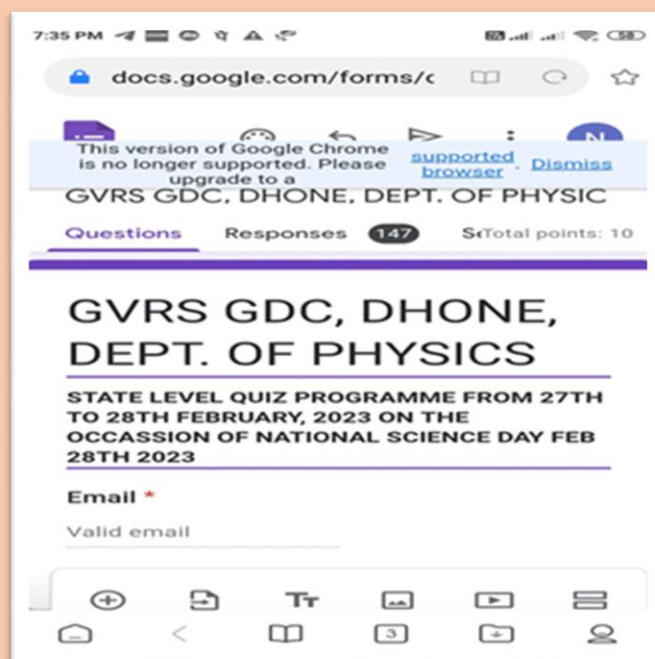 7:35 PM
58
docs.google.com/forms/c
N
This version of Google Chrome
is no longer supported. Please
upgrade to a
supported
browser
. Dismiss
GVRS GDC, DHONE, DEPT. OF PHYSIC
Questions Responses 147 Total points: 10
GVRS GDC, DHONE,
DEPT. OF PHYSICS
STATE LEVEL QUIZ PROGRAMME FROM 27TH
TO 28TH FEBRUARY, 2023 ON THE
OCCASSION OF NATIONAL SCIENCE DAY FEB
28TH 2023
Email *
Valid email
Tт
3